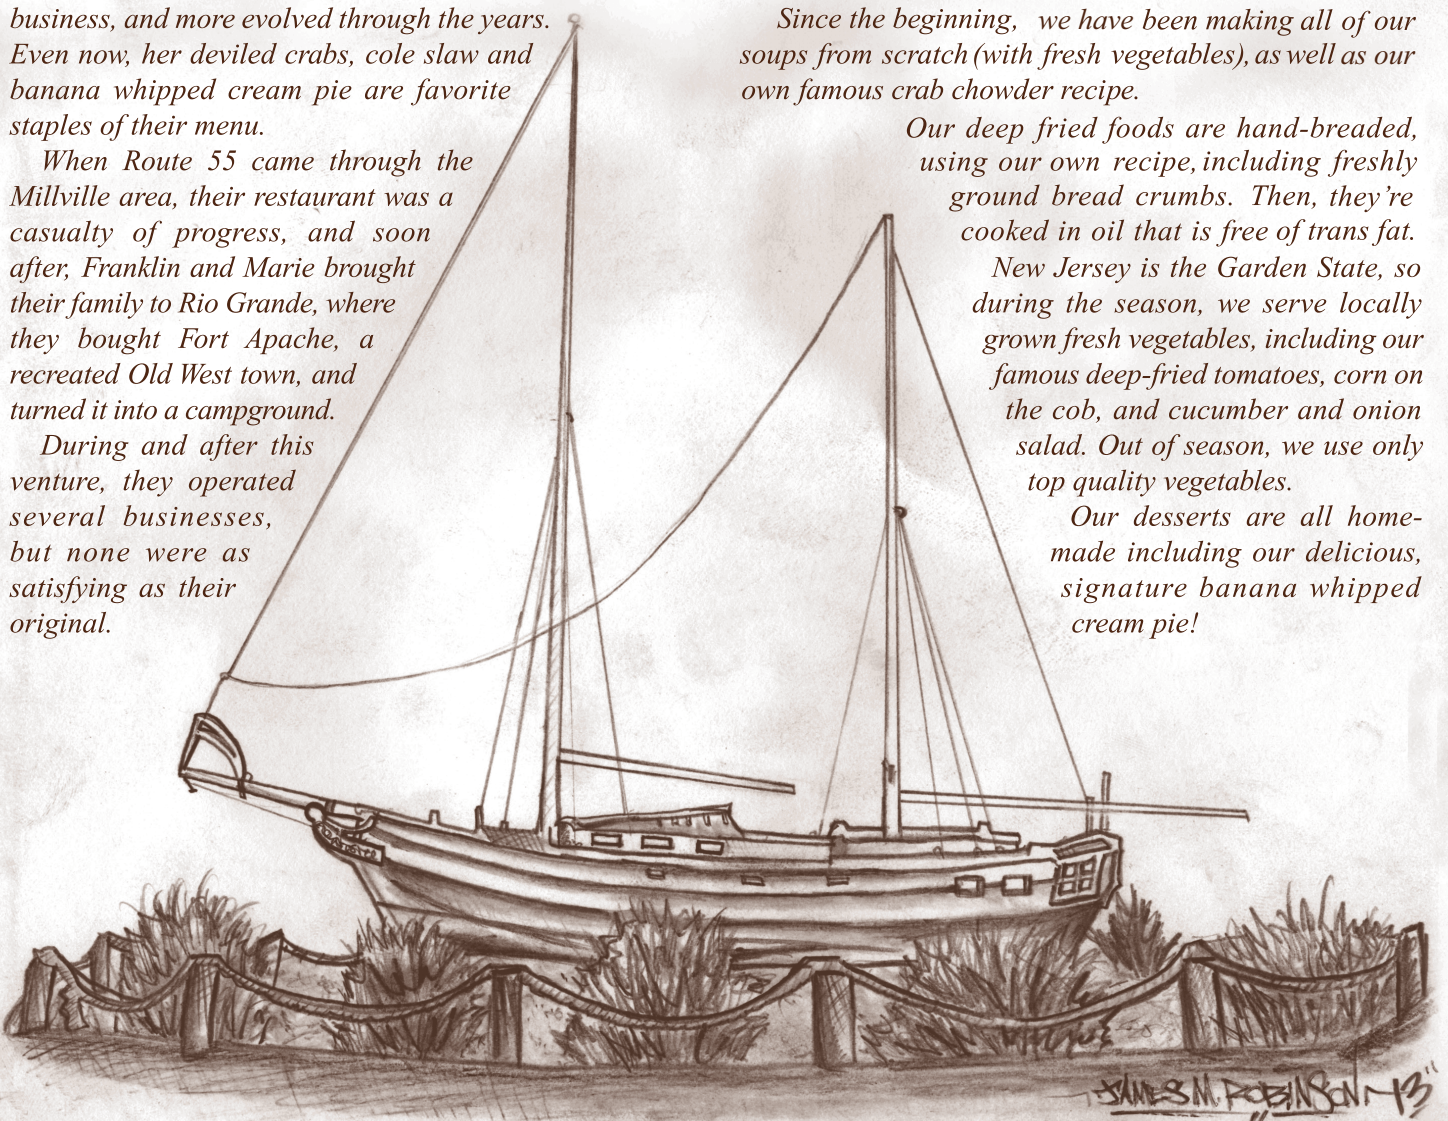 business, and more evolved through the years.
Even now, her deviled crabs, cole slaw and
banana whipped cream pie are favorite
staples of their menu.
When Route 55 came through the
Millville area, their restaurant was a
casualty of progress, and soon
after, Franklin and Marie brought
their family to Rio Grande, where
they bought Fort Apache, a
recreated Old West town, and
turned it into a campground.
During and after this
venture, they operated
several businesses,
but none were as
satisfying as their
original.
Since the beginning, we have been making all of our
soups from scratch (with fresh vegetables), as well as our
own famous crab chowder recipe.
Our deep fried foods are hand-breaded,
using our own recipe, including freshly
ground bread crumbs. Then, they're
cooked in oil that is free of trans fat.
New Jersey is the Garden State, so
during the season, we serve locally
grown fresh vegetables, including our
famous deep-fried tomatoes, corn on
the cob, and cucumber and onion
salad. Out of season, we use only
top quality vegetables.
Our desserts are all home-
made including our delicious,
signature banana whipped
cream pie!
JAMES M. ROBINSON 13"